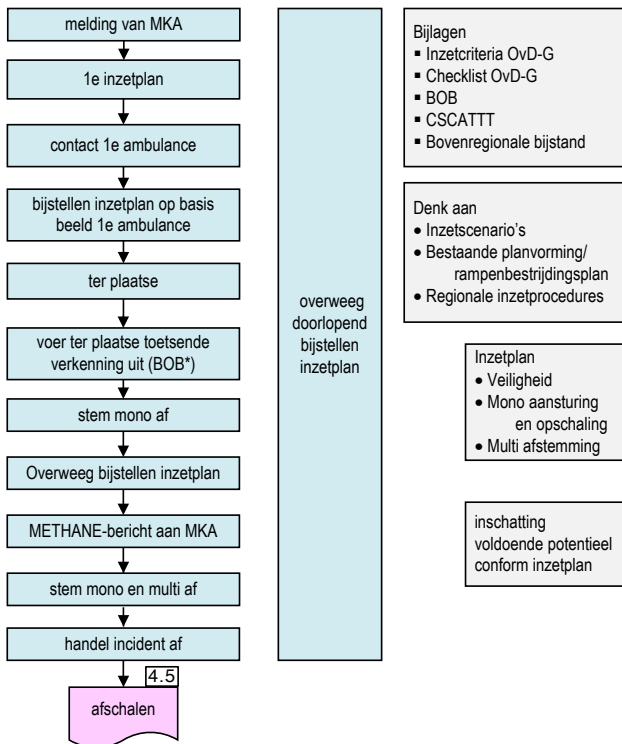 melding van MKA
1e inzetplan
contact 1e ambulance
bijstellen inzetplan op basis
beeld 1e ambulance
ter plaatse
voer ter plaatse toetsende
verkenning uit (BOB*)
stem mono af
Overweeg bijstellen inzetplan
METHANE-bericht aan MKA
stem mono en multi af
handel incident af
4.5
afschalen
overweeg
doorlopend
bijstellen
inzetplan
Bijlagen
▪ Inzetcriteria OvD-G
▪ Checklist OvD-G
▪ BOB
▪ CSCATTT
▪ Bovenregionale bijstand
Denk aan
• Inzetscenario's
• Bestaande planvorming/
rampenbestrijdingsplan
• Regionale inzetprocedures
Inzetplan
• Veiligheid
• Mono aansturing
en opschaling
• Multi afstemming
inschatting
voldoende potentieel
conform inzetplan